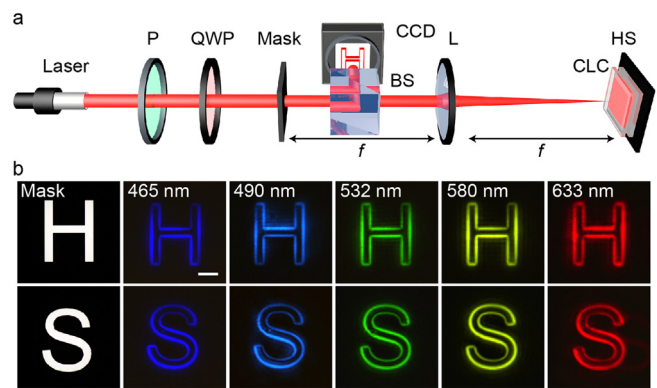 a
Laser
P
QWP
Mask
CCD
BS
L
HS
CLC
f
f
b
Mask
465 nm
490 nm
532 nm
580 nm
633 nm
H
H
H
H
H
H
S
S
S
S
S
S